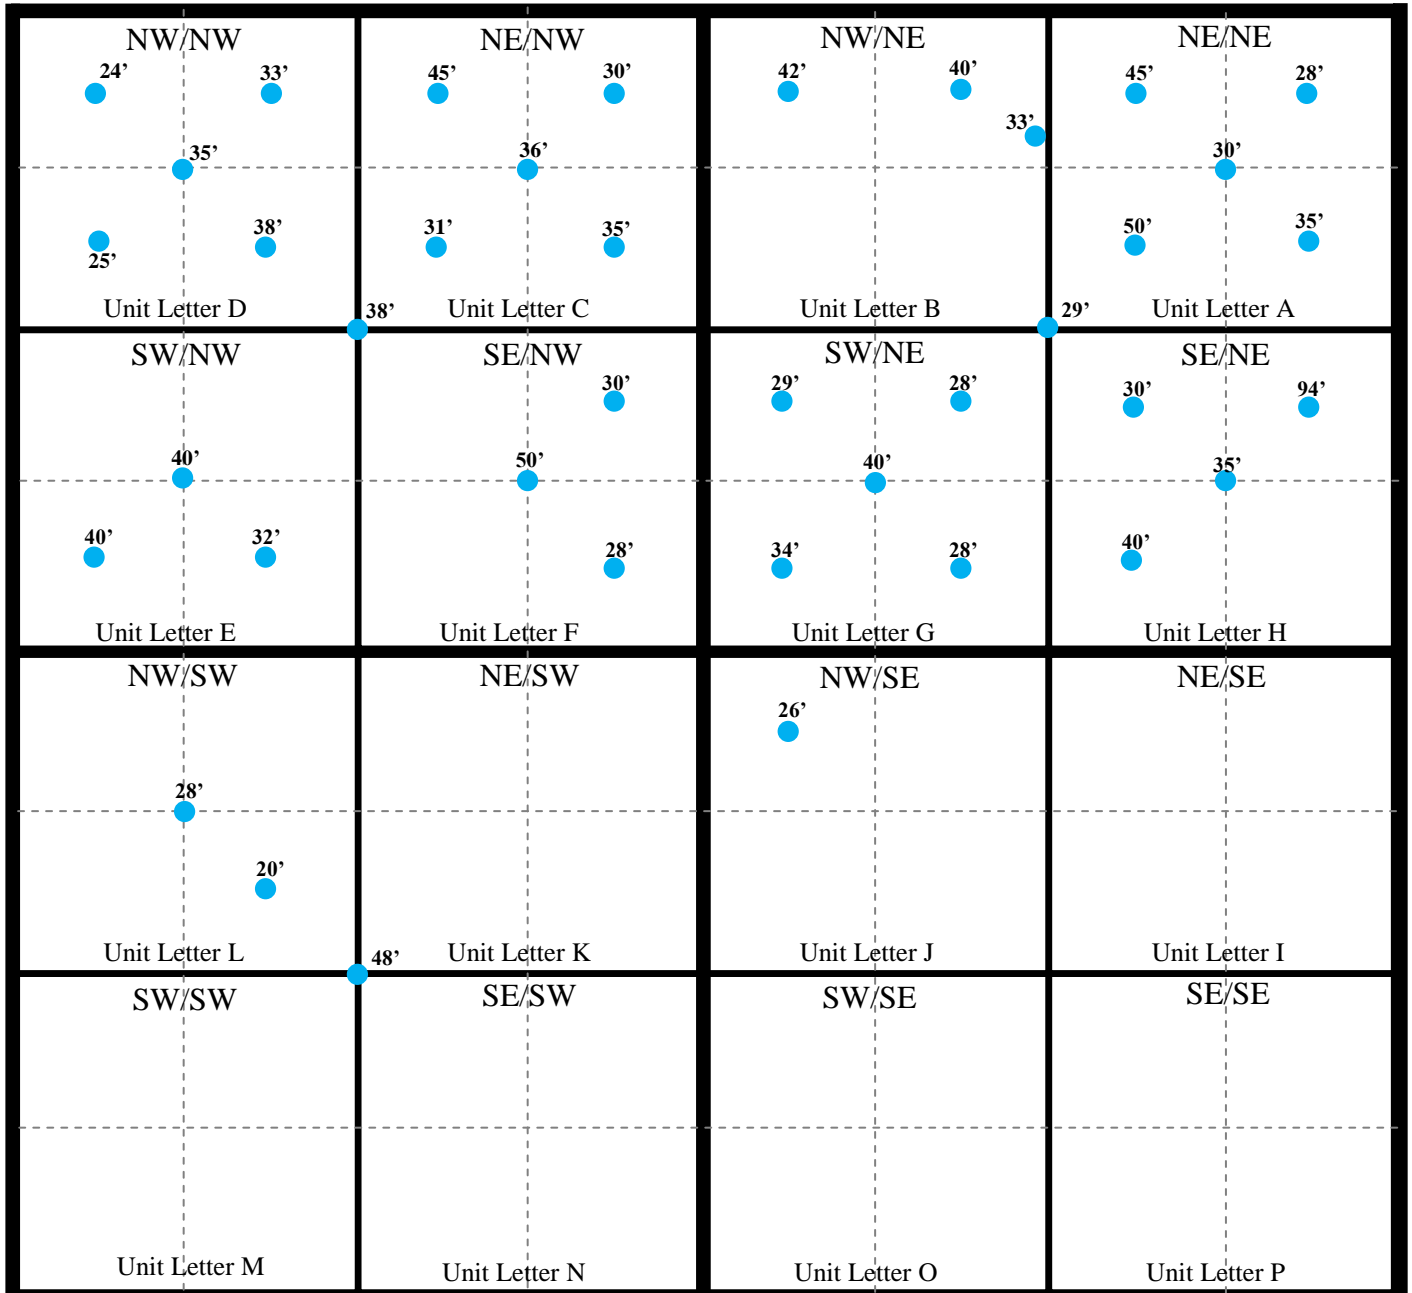 NW/NW
24’
33’
35’
25’
38’
Unit Letter D
NE/NW
45’
30’
36’
31’
35’
Unit Letter C
NW/NE
42’
40’
33’
Unit Letter B
NE/NE
45’
28’
30’
50’
35’
Unit Letter A
38’
29’
SW/NW
40’
40’
32’
Unit Letter E
SE/NW
30’
50’
28’
Unit Letter F
SW/NE
29’
28’
40’
34’
28’
Unit Letter G
SE/NE
30’
94’
35’
40’
Unit Letter H
NW/SW
28’
20’
Unit Letter L
NE/SW
Unit Letter K
NW/SE
26’
Unit Letter J
NE/SE
Unit Letter I
48’
SW/SW
Unit Letter M
SE/SW
Unit Letter N
SW/SE
Unit Letter O
SE/SE
Unit Letter P